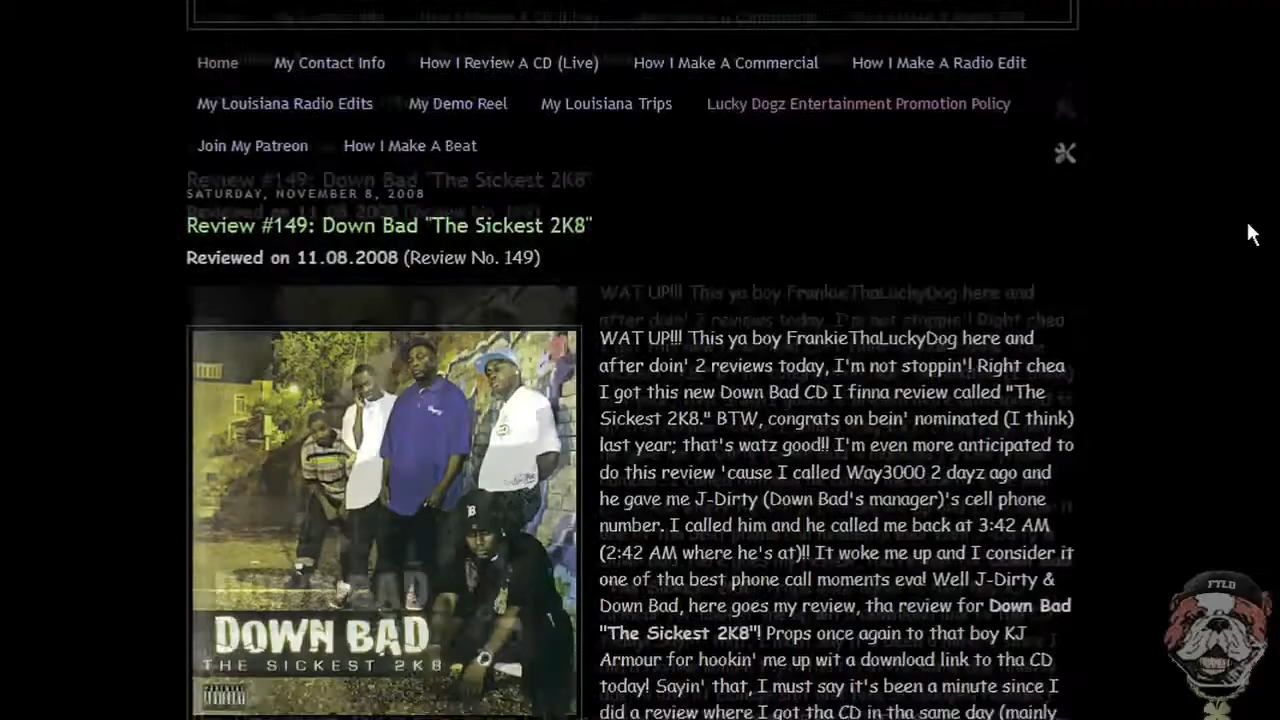 Home My Contact Info How I Review A CD (Live) How I Make A Commercial How I Make A Radio Edit
My Louisiana Radio Edits My Demo Reel My Louisiana Trips Lucky Dogz Entertainment Promotion Policy
Join My Patreon How I Make A Beat
SATURDAY, NOVEMBER 8, 2008
Review #149: Down Bad "The Sickest 2K8"
Reviewed on 11.08.2008 (Review No. 149)
WAT UP!!! This ya boy FrankieThaLuckyDog here and
after doin' 2 reviews today, I'm not stoppin'! Right chea
I got this new Down Bad CD I finna review called "The
Sickest 2K8." BTW, congrats on bein' nominated (I think)
last year; that's watz good!! I'm even more anticipated to
do this review 'cause I called Way3000 2 dayz ago and
he gave me J-Dirty (Down Bad's manager)'s cell phone
number. I called him and he called me back at 3:42 AM
(2:42 AM where he's at)!! It woke me up and I consider it
one of tha best phone call moments eva! Well J-Dirty &
Down Bad, here goes my review, tha review for Down Bad
"The Sickest 2K8"! Props once again to that boy KJ
Armour for hookin' me up wit a download link to tha CD
today! Sayin' that, I must say it's been a minute since I
did a review where I got tha CD in tha same day (mainly
DOWN BAD
THE SICKEST 2K8
FTLD